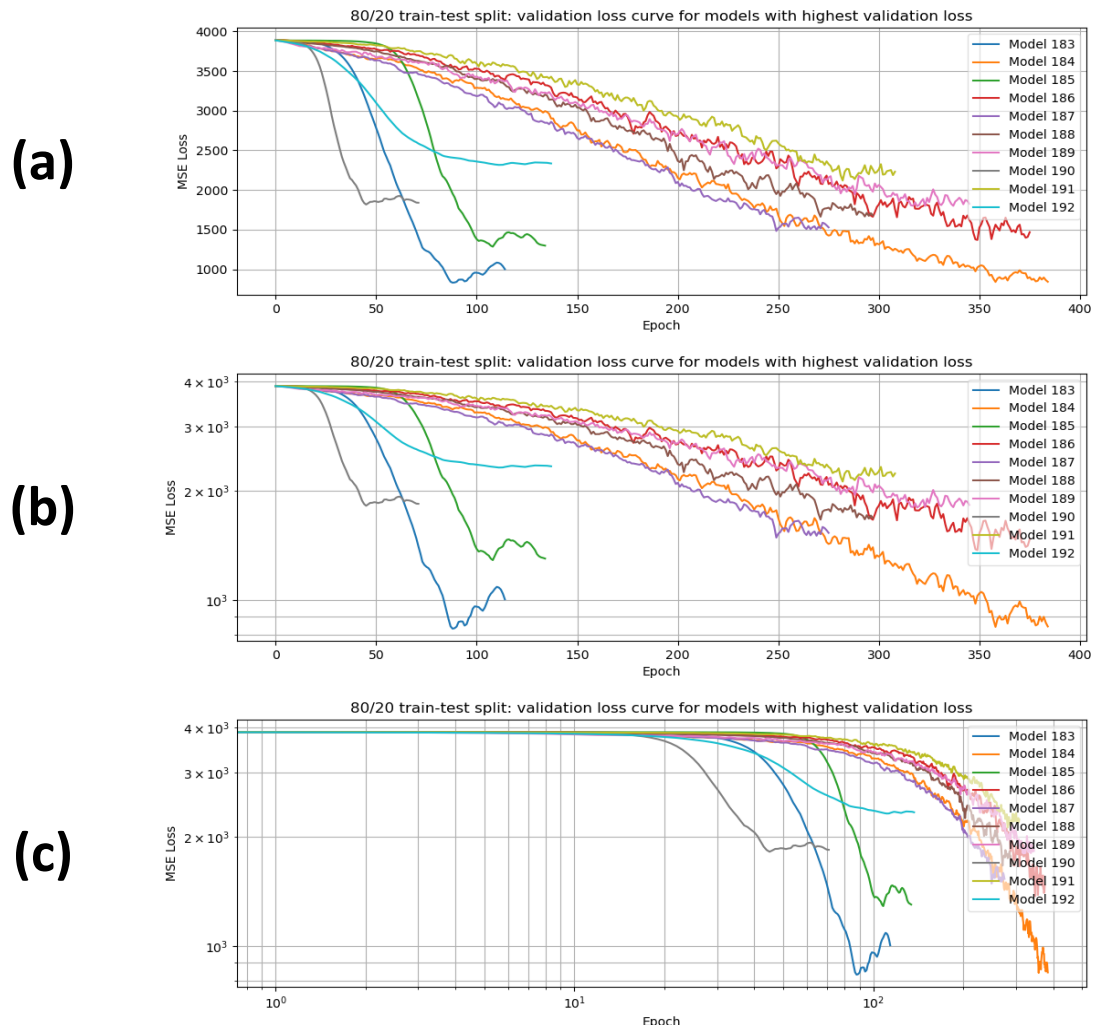 (a)
80/20 train-test split: validation loss curve for models with highest validation loss
4000
3500
3000
2500
2000
1500
1000
MSE Loss
0 50 100 150 200 250 300 350 400
Epoch
Model 183
Model 184
Model 185
Model 186
Model 187
Model 188
Model 189
Model 190
Model 191
Model 192
(b)
80/20 train-test split: validation loss curve for models with highest validation loss
4 × 10³
3 × 10³
2 × 10³
10³
MSE Loss
0 50 100 150 200 250 300 350 400
Epoch
Model 183
Model 184
Model 185
Model 186
Model 187
Model 188
Model 189
Model 190
Model 191
Model 192
(c)
80/20 train-test split: validation loss curve for models with highest validation loss
4 × 10³
3 × 10³
2 × 10³
10³
MSE Loss
10⁰ 10¹ 10²
Epoch
Model 183
Model 184
Model 185
Model 186
Model 187
Model 188
Model 189
Model 190
Model 191
Model 192